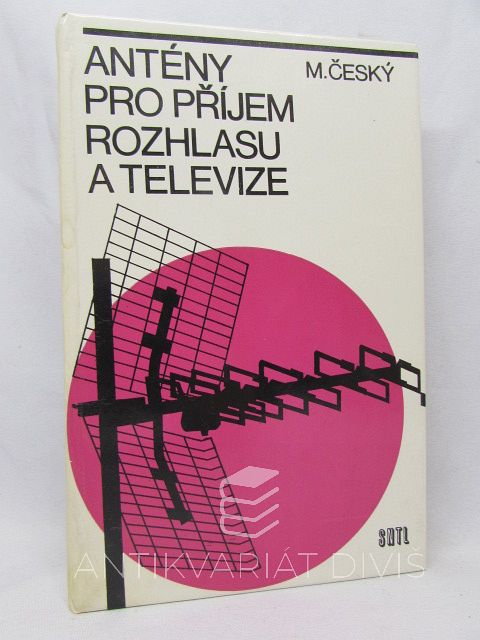 ANTÉNY
M. ČESKÝ
PRO PŘÍJEM
ROZHLASU
A TELEVIZE
SNTL
ANTIKVARIÁT DIVIŠ